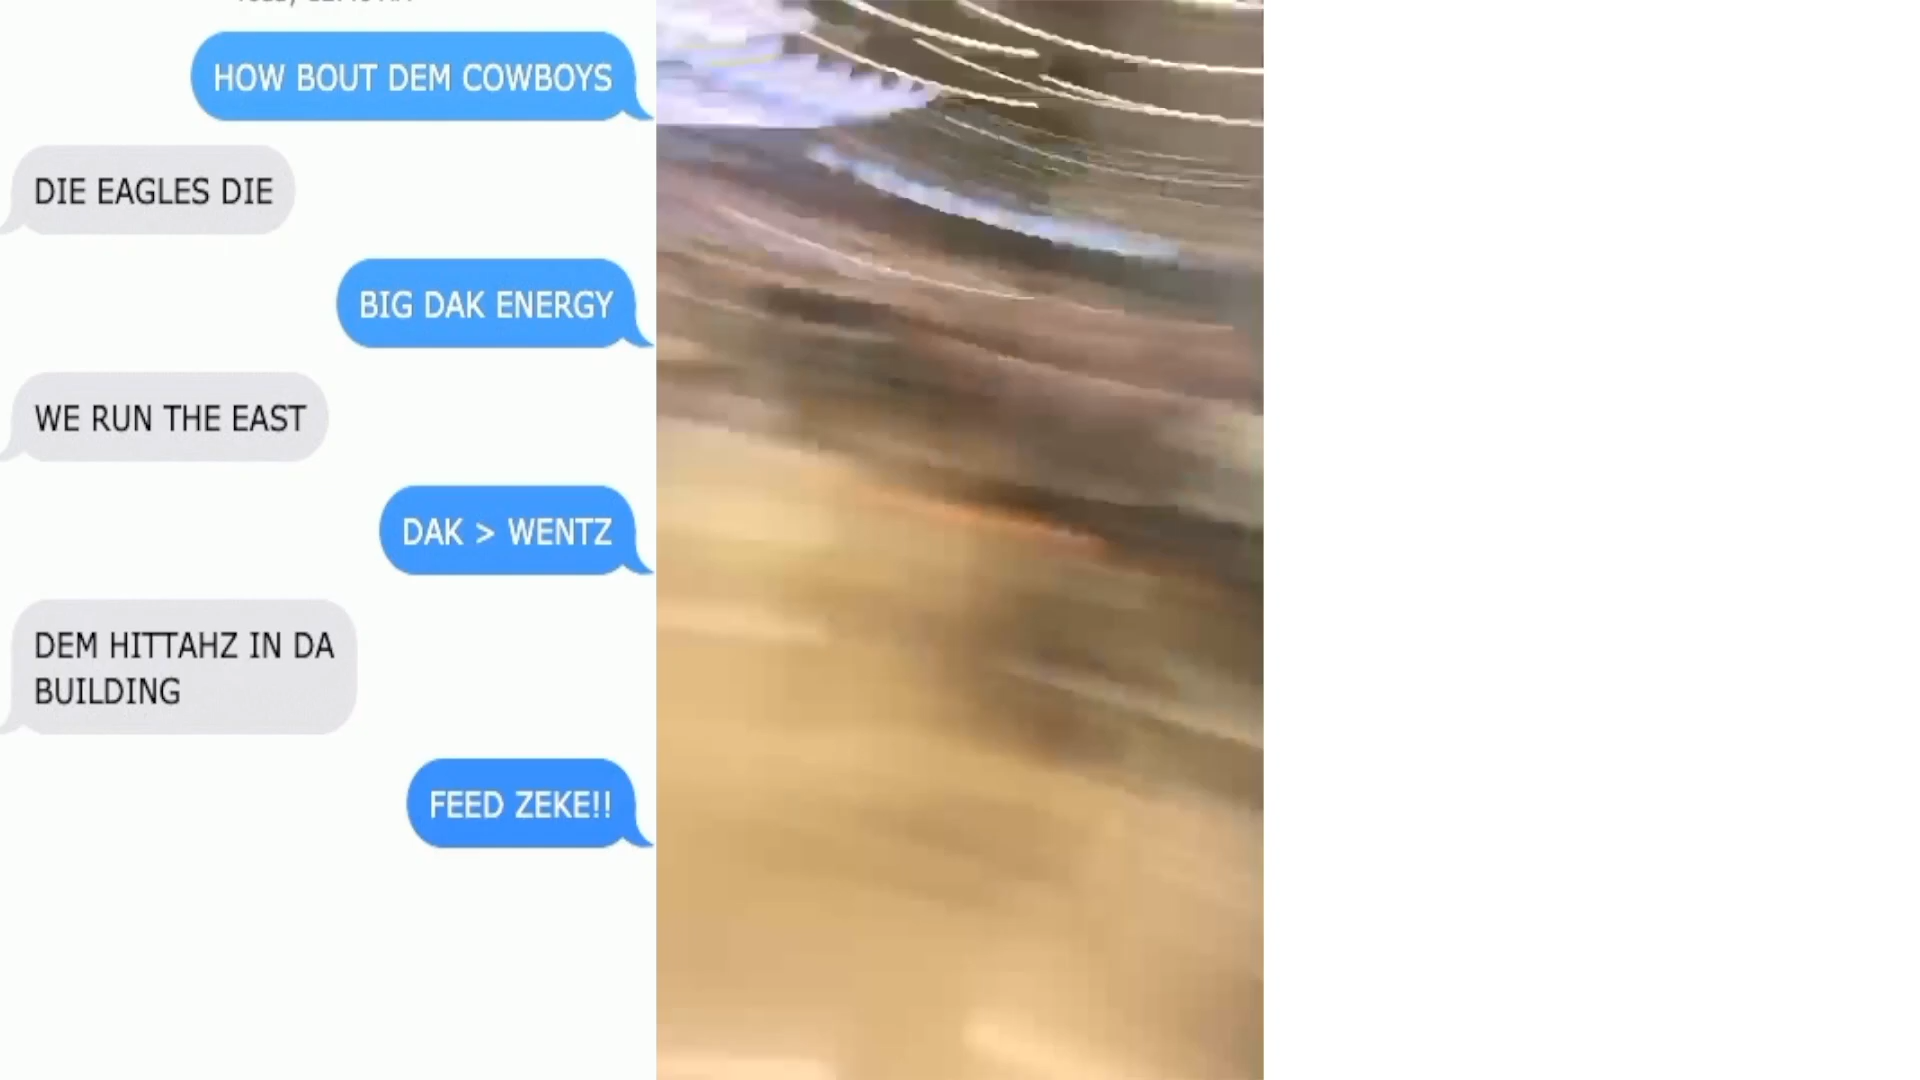 HOW BOUT DEM COWBOYS
DIE EAGLES DIE
BIG DAK ENERGY
WE RUN THE EAST
DAK > WENTZ
DEM HITTAHZ IN DA
BUILDING
FEED ZEKE!!